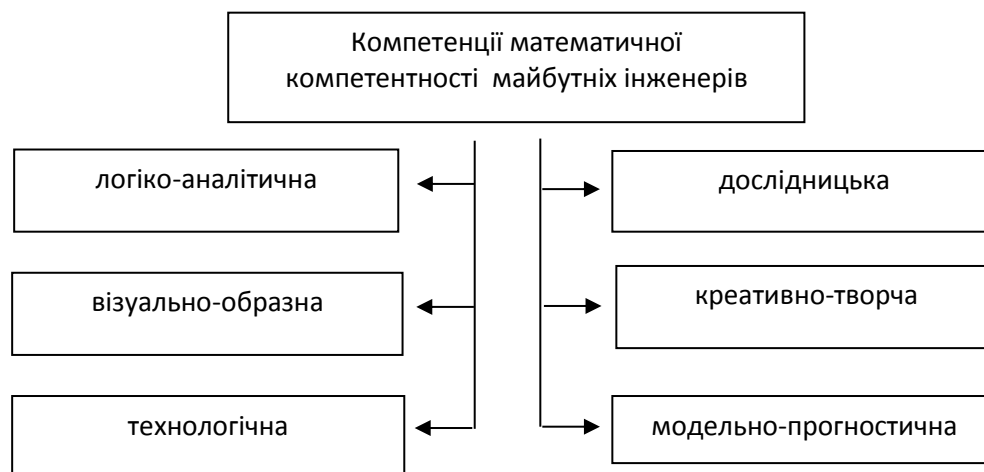 Компетенції математичної
компетентності майбутніх інженерів
логіко-аналітична
дослідницька
візуально-образна
креативно-творча
технологічна
модельно-прогностична